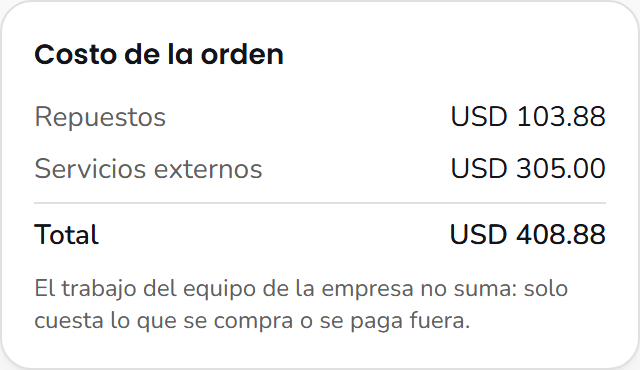 Costo de la orden
Repuestos USD 103.88
Servicios externos USD 305.00
Total USD 408.88
El trabajo del equipo de la empresa no suma: solo
cuesta lo que se compra o se paga fuera.